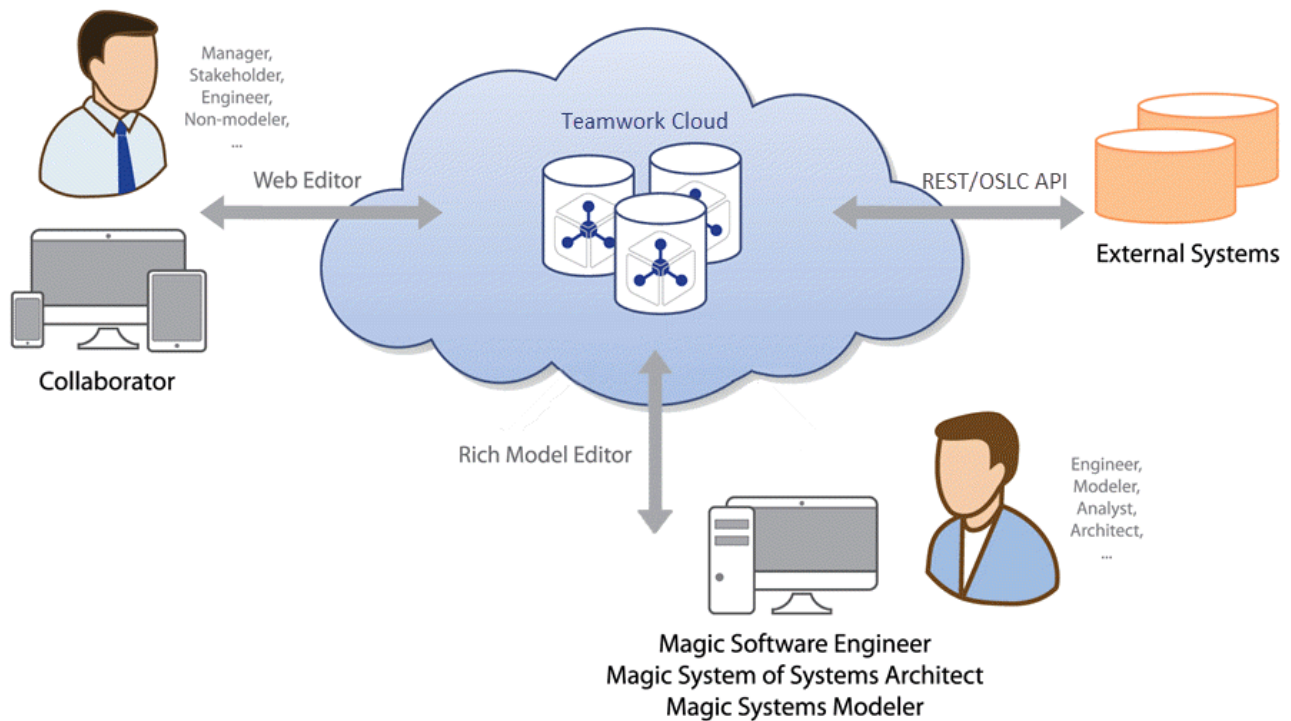 Manager,
Stakeholder,
Engineer,
Non-modeler,
...
Web Editor
Collaborator
Teamwork Cloud
REST/OSLC API
External Systems
Rich Model Editor
Engineer,
Modeler,
Analyst,
Architect,
...
Magic Software Engineer
Magic System of Systems Architect
Magic Systems Modeler